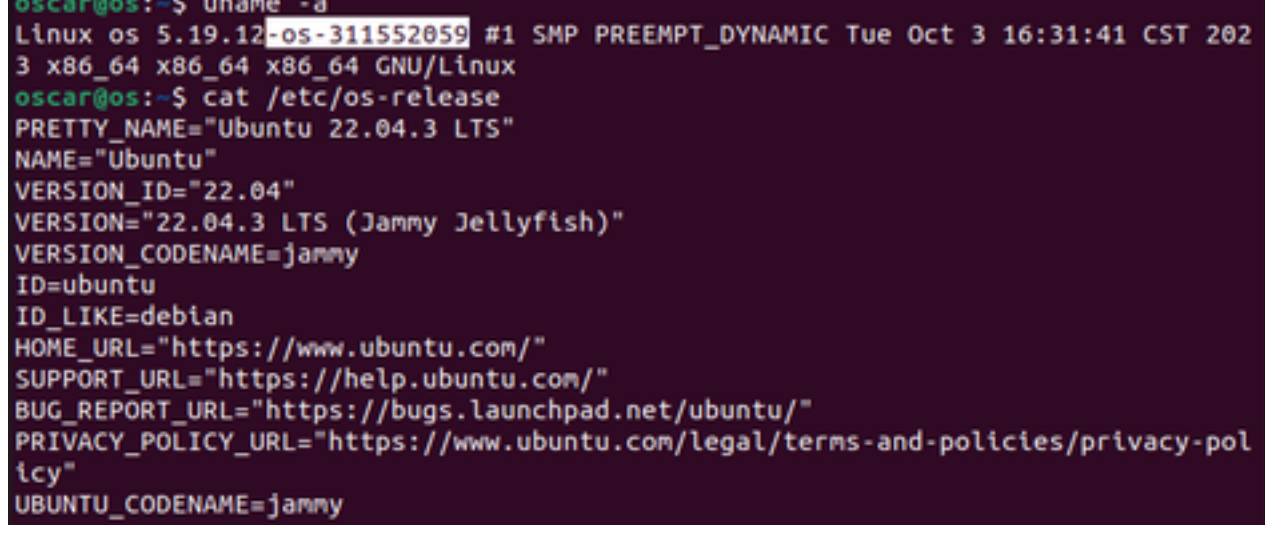 oscar@os:~$ uname -a
Linux os 5.19.12-os-311552059 #1 SMP PREEMPT_DYNAMIC Tue Oct 3 16:31:41 CST 202
3 x86_64 x86_64 x86_64 GNU/Linux
oscar@os:~$ cat /etc/os-release
PRETTY_NAME="Ubuntu 22.04.3 LTS"
NAME="Ubuntu"
VERSION_ID="22.04"
VERSION="22.04.3 LTS (Jammy Jellyfish)"
VERSION_CODENAME=jammy
ID=ubuntu
ID_LIKE=debian
HOME_URL="https://www.ubuntu.com/"
SUPPORT_URL="https://help.ubuntu.com/"
BUG_REPORT_URL="https://bugs.launchpad.net/ubuntu/"
PRIVACY_POLICY_URL="https://www.ubuntu.com/legal/terms-and-policies/privacy-pol
icy"
UBUNTU_CODENAME=jammy